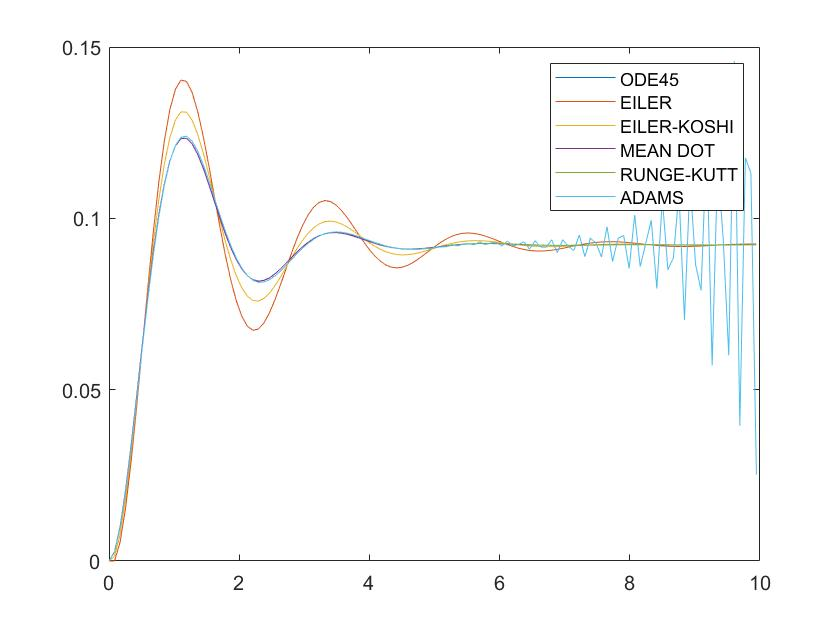 0.15
0.1
0.05
0
0 2 4 6 8 10
ODE45
EILER
EILER-KOSHI
MEAN DOT
RUNGE-KUTT
ADAMS